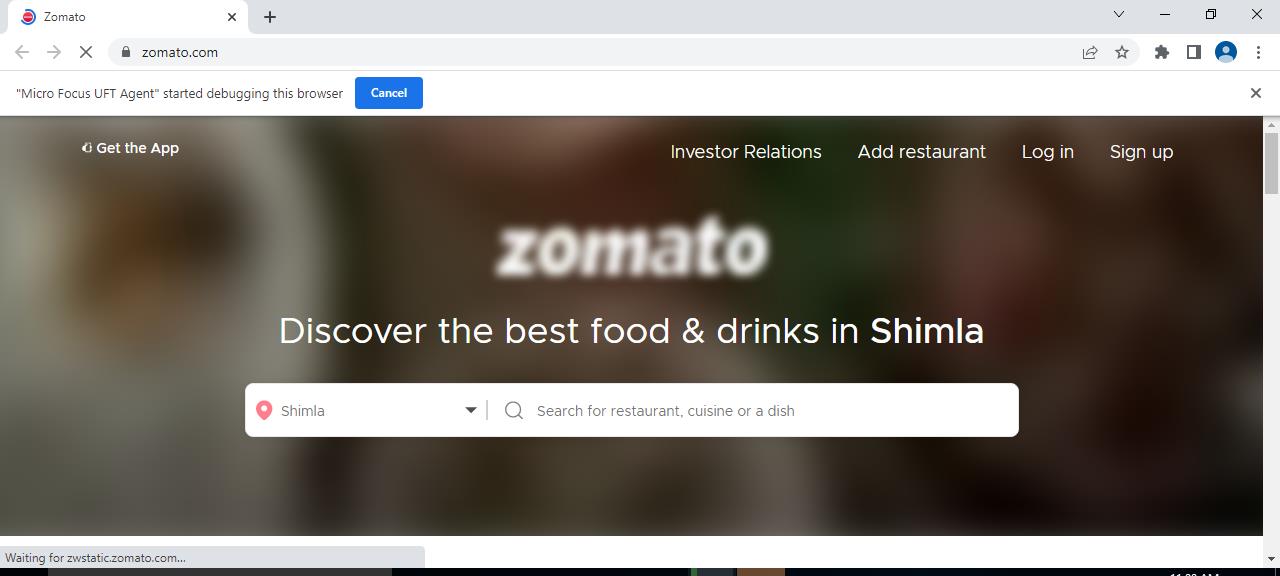 Zomato
zomato.com
"Micro Focus UFT Agent" started debugging this browser
Cancel
Get the App
Investor Relations
Add restaurant
Log in
Sign up
zomato
Discover the best food & drinks in Shimla
Shimla
Search for restaurant, cuisine or a dish
Waiting for zwstatic.zomato.com...